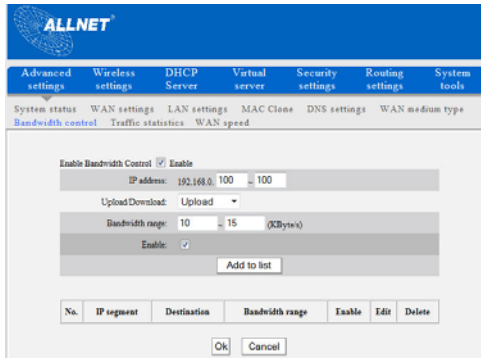 ALLNET®
Advanced settings Wireless settings DHCP Server Virtual server Security settings Routing settings System tools
System status WAN settings LAN settings MAC Clone DNS settings WAN medium type
Bandwidth control Traffic statistics WAN speed
Enable Bandwidth Control Enable
IP address: 192.168.0. 100 ~ 100
Upload/Download: Upload
Bandwidth range: 10 ~ 15 (KByte/s)
Enable:
Add to list
No. IP segment Destination Bandwidth range Enable Edit Delete
Ok Cancel